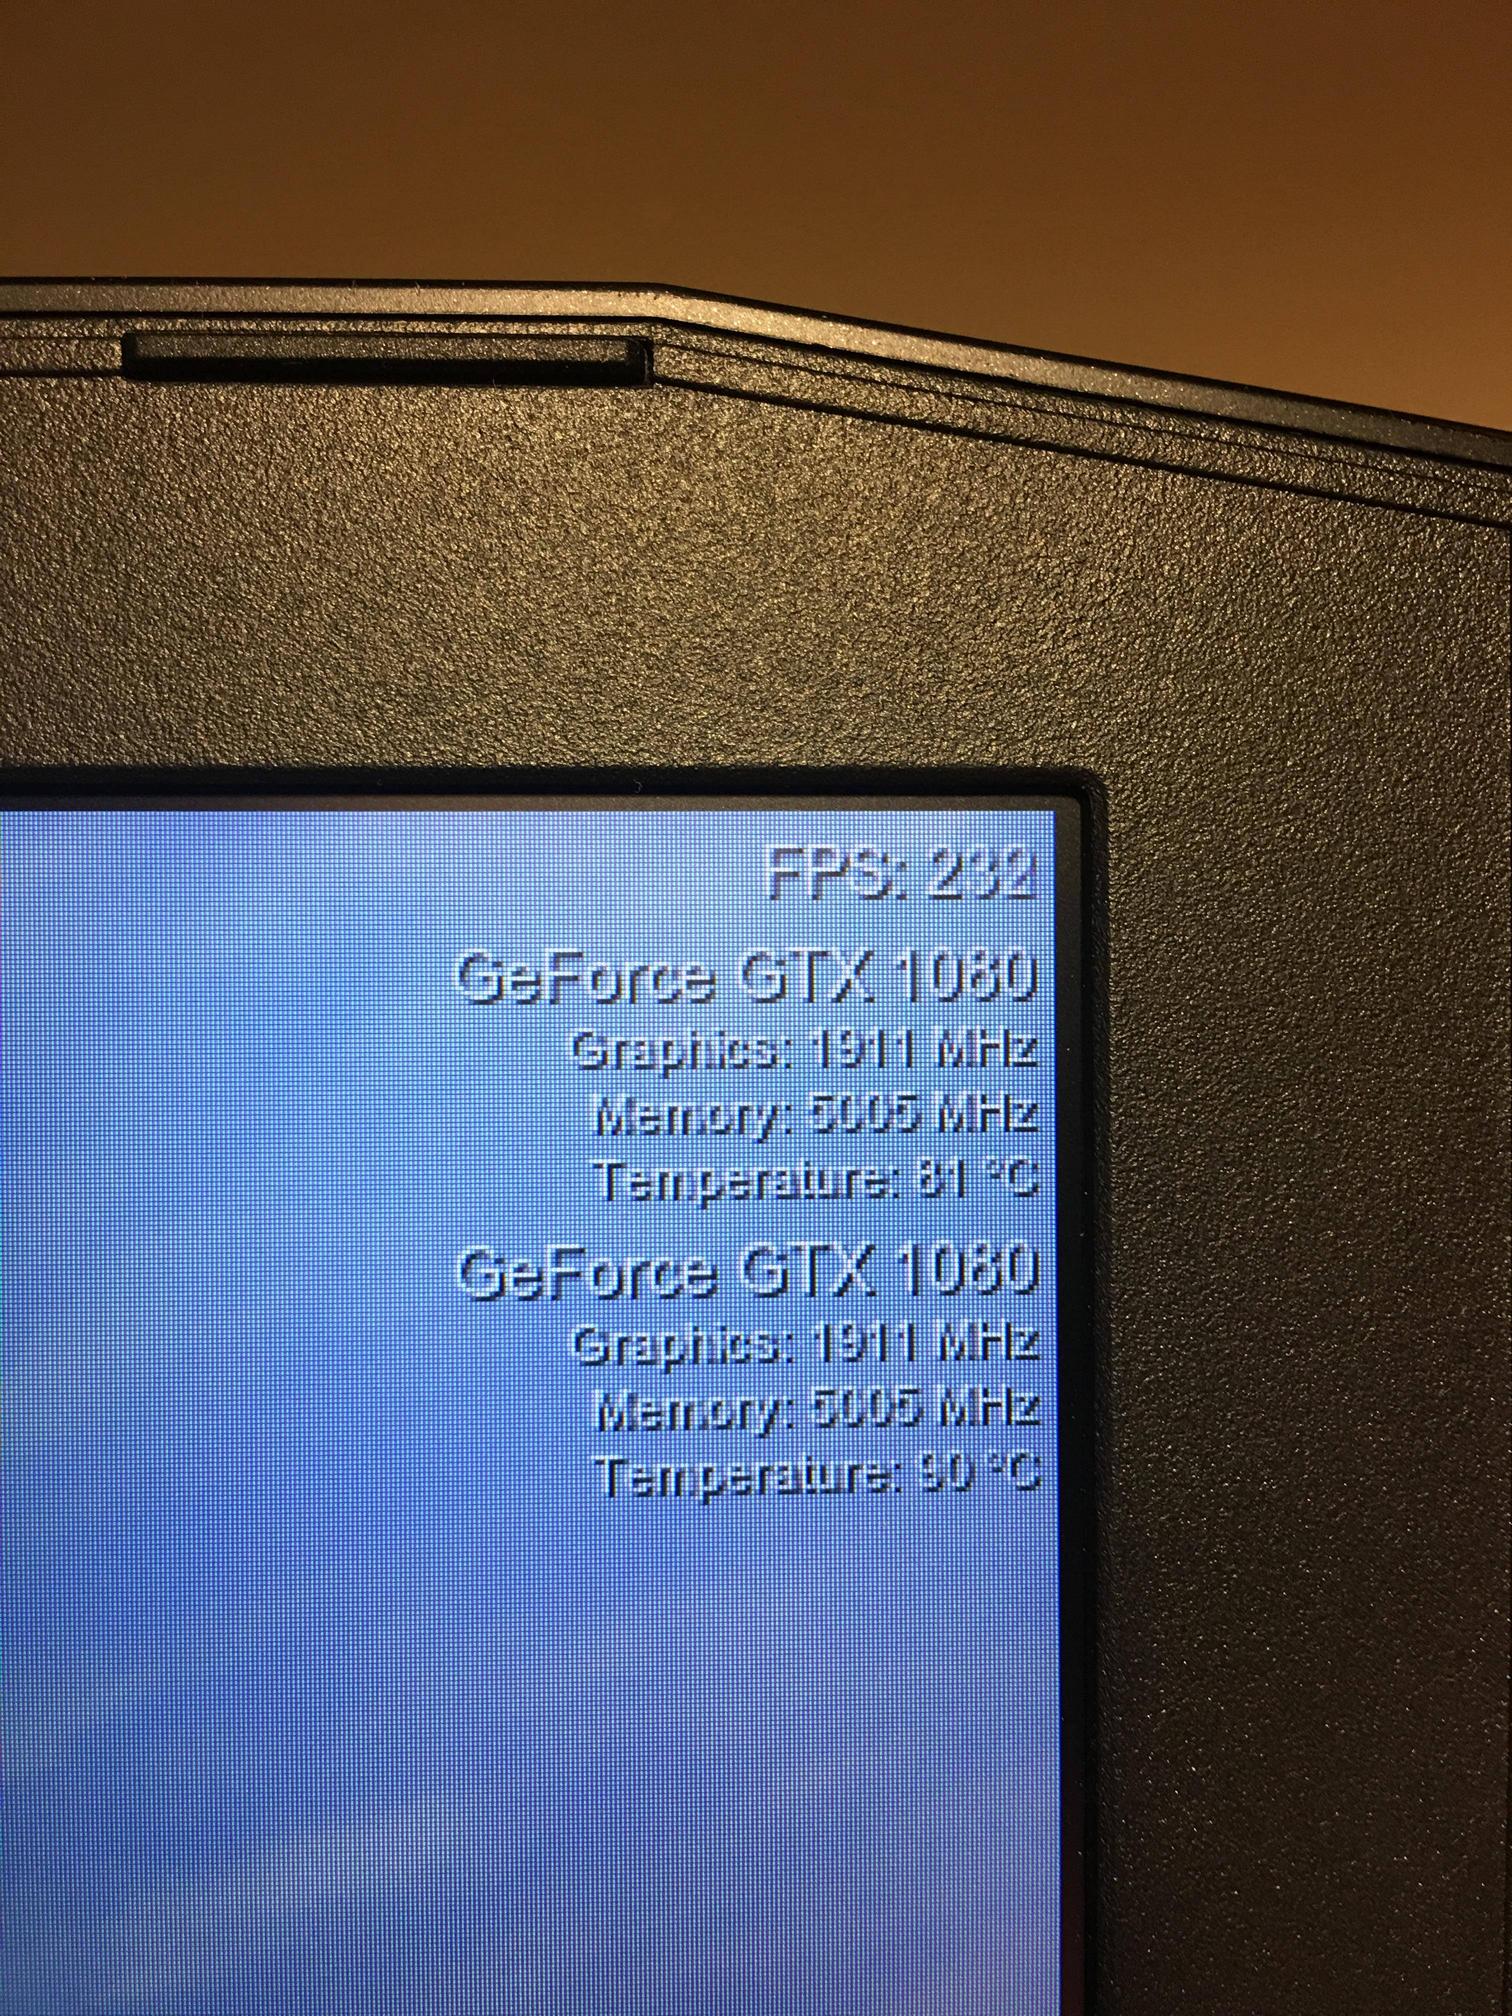 FPS: 232
GeForce GTX 1080
Graphics: 1911 MHz
Memory: 5005 MHz
Temperature: 81 °C
GeForce GTX 1080
Graphics: 1911 MHz
Memory: 5005 MHz
Temperature: 90 °C